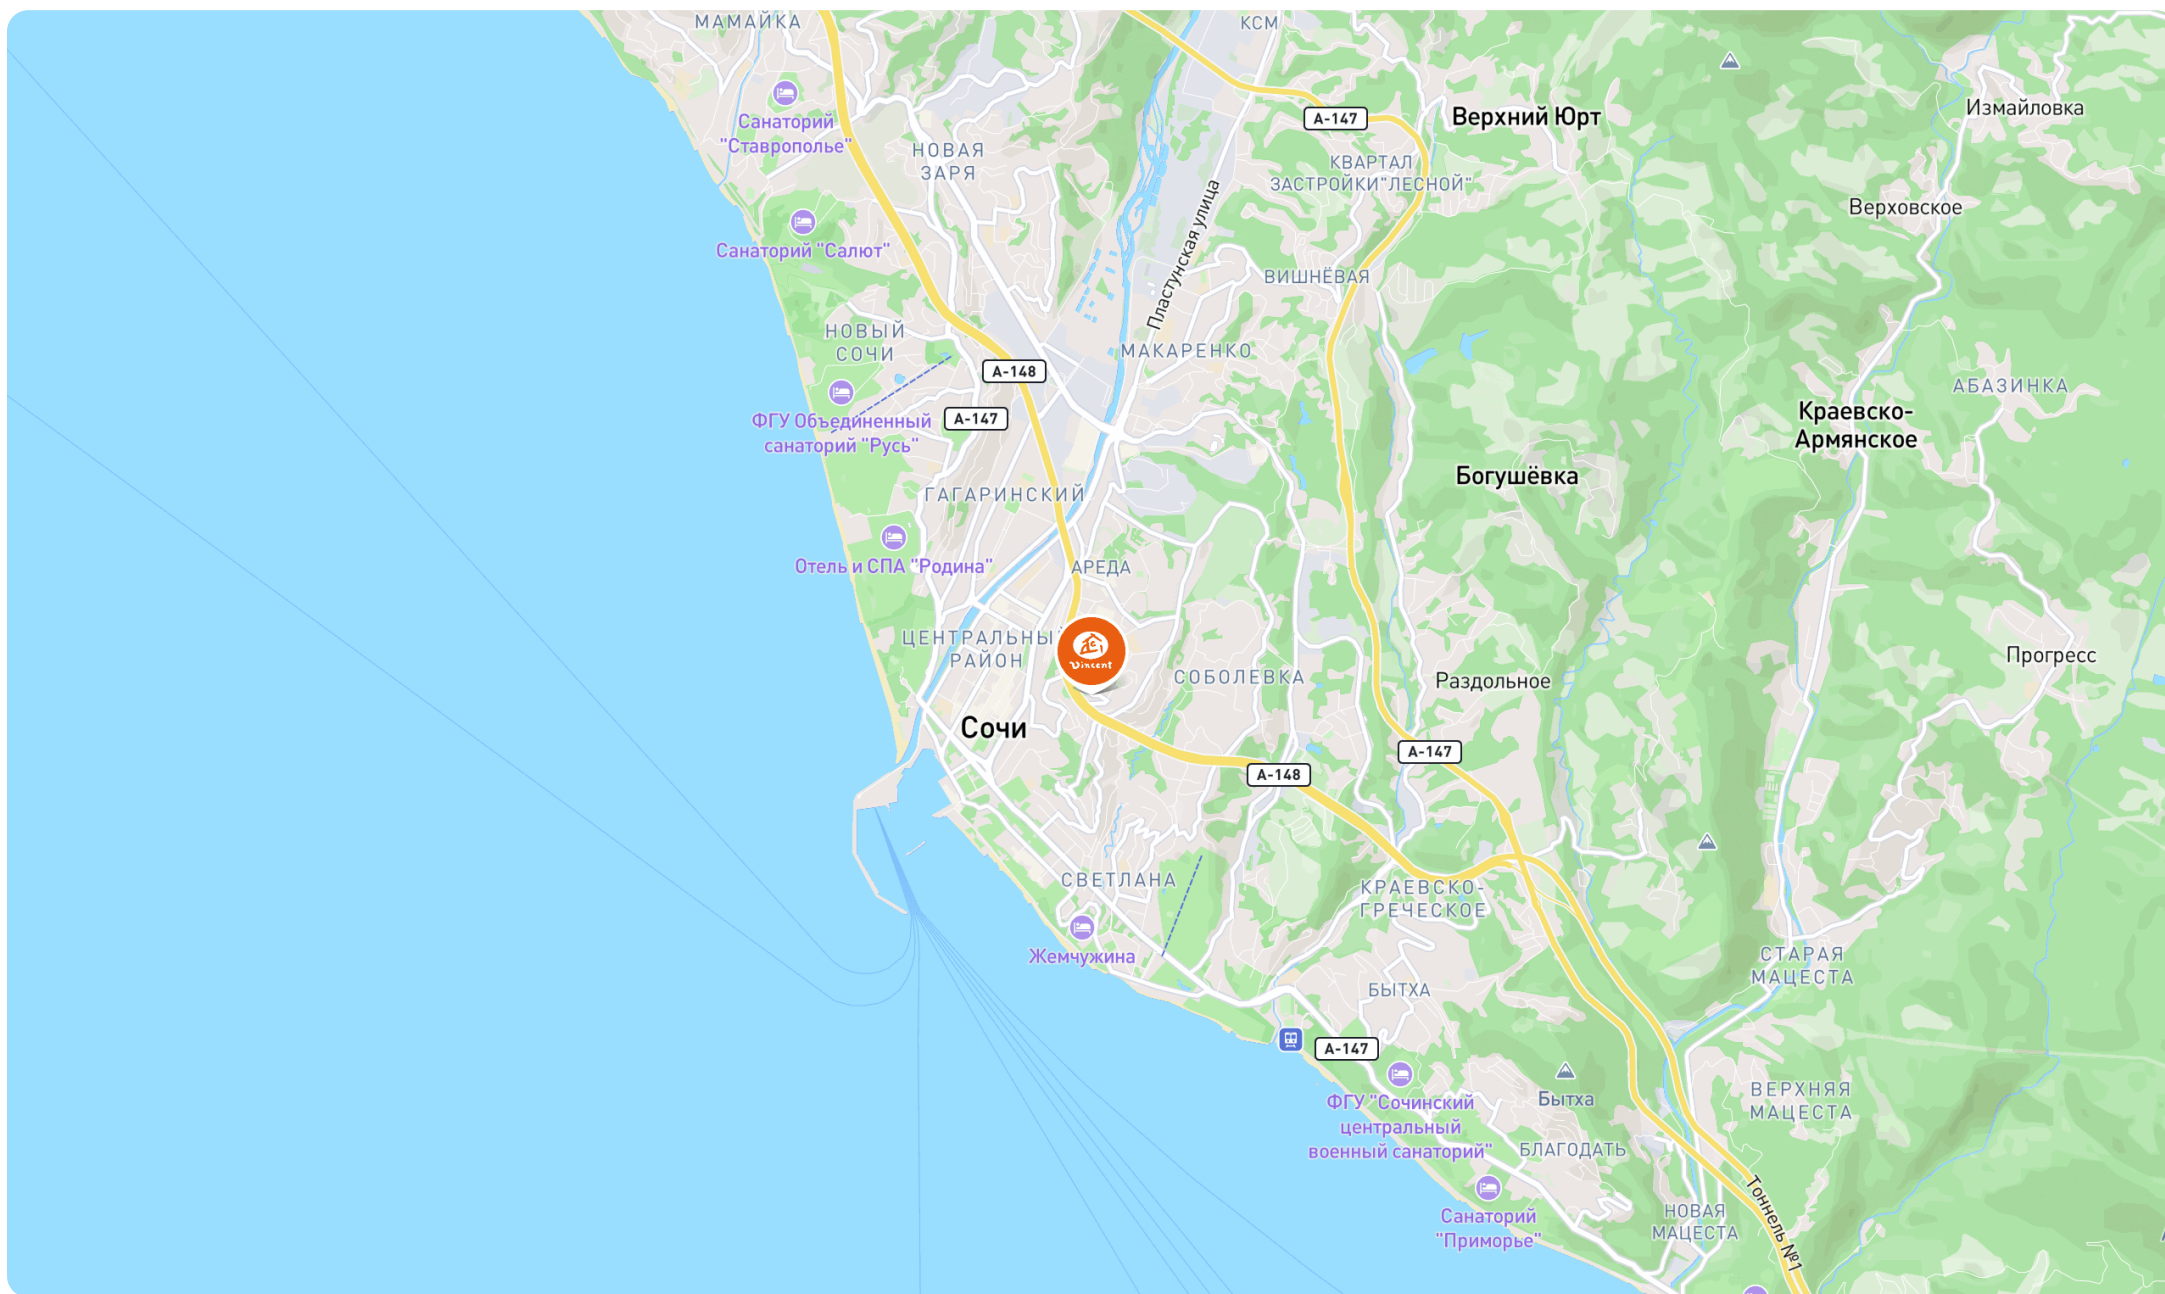 МАМАЙКА
КСМ
Санаторий
"Ставрополье"
А-147
Верхний Юрт
Измайловка
НОВАЯ
ЗАРЯ
КВАРТАЛ
ЗАСТРОЙКИ"ЛЕСНОЙ"
Верховское
Санаторий "Салют"
Пластунская улица
ВИШНЁВАЯ
НОВЫЙ
СОЧИ
МАКАРЕНКО
А-148
А-147
АБАЗИНКА
ФГУ Объединенный
санаторий "Русь"
Краевско-
Армянское
Богушёвка
ГАГАРИНСКИЙ
Отель и СПА "Родина"
АРЕДА
ЦЕНТРАЛЬНЫЙ
РАЙОН
Vincent
СОБОЛЕВКА
Раздольное
Прогресс
Сочи
А-148
А-147
СВЕТЛАНА
КРАЕВСКО-
ГРЕЧЕСКОЕ
Жемчужина
СТАРАЯ
МАЦЕСТА
БЫТХА
А-147
ФГУ "Сочинский
центральный
военный санаторий"
Бытха
ВЕРХНЯЯ
МАЦЕСТА
БЛАГОДАТЬ
Санаторий
"Приморье"
НОВАЯ
МАЦЕСТА
Тоннель №1